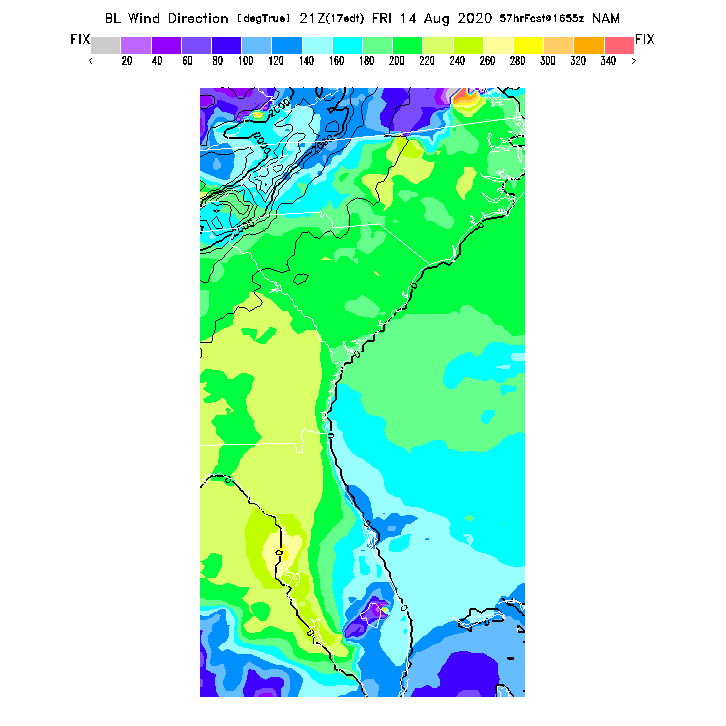 BL Wind Direction [degTrue] 21Z(17edt) FRI 14 Aug 2020 57hrFcst@1655z NAM
FIX FIX
< 20 40 60 80 100 120 140 160 180 200 220 240 260 280 300 320 340 >
2000